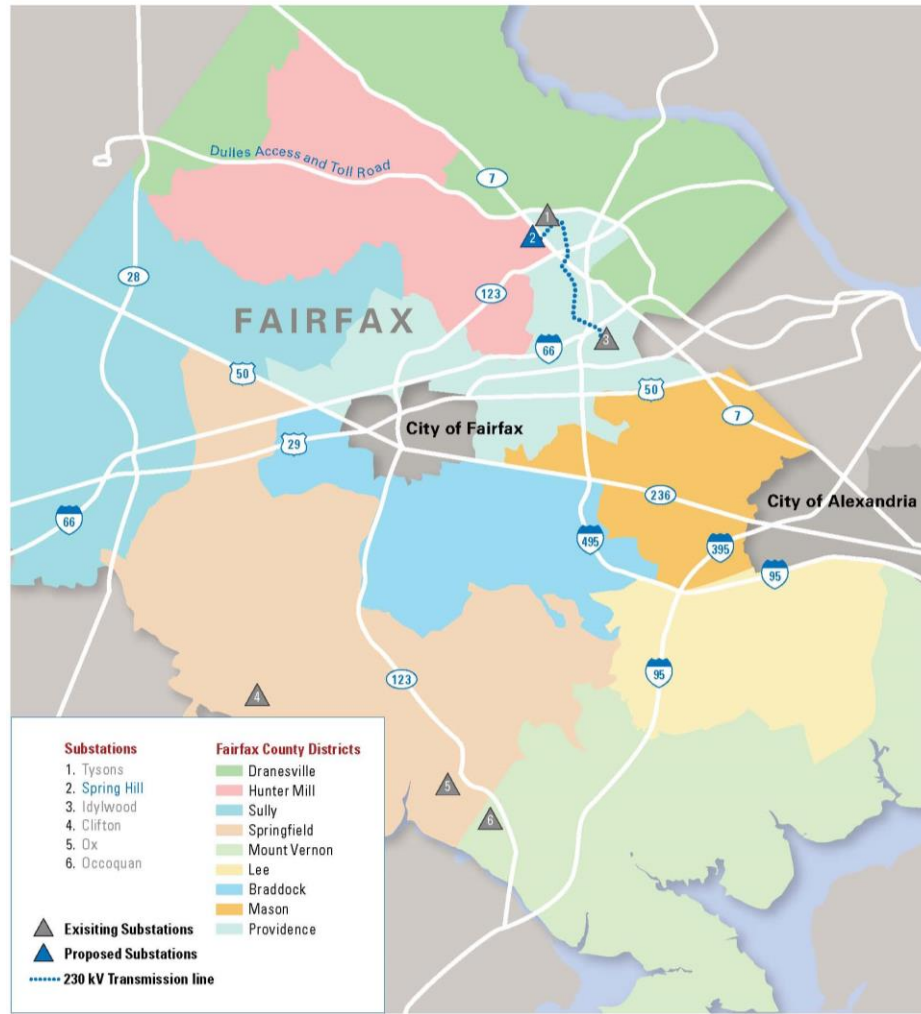 Dulles Access and Toll Road
7
1
2
28
123
FAIRFAX
3
66
50
50
7
City of Fairfax
29
236
City of Alexandria
66
495
395
95
95
123
4
5
6
Substations
1. Tysons
2. Spring Hill
3. Idylwood
4. Clifton
5. Ox
6. Occoquan
Fairfax County Districts
Dranesville
Hunter Mill
Sully
Springfield
Mount Vernon
Lee
Braddock
Mason
Providence
Exisiting Substations
Proposed Substations
230 kV Transmission line